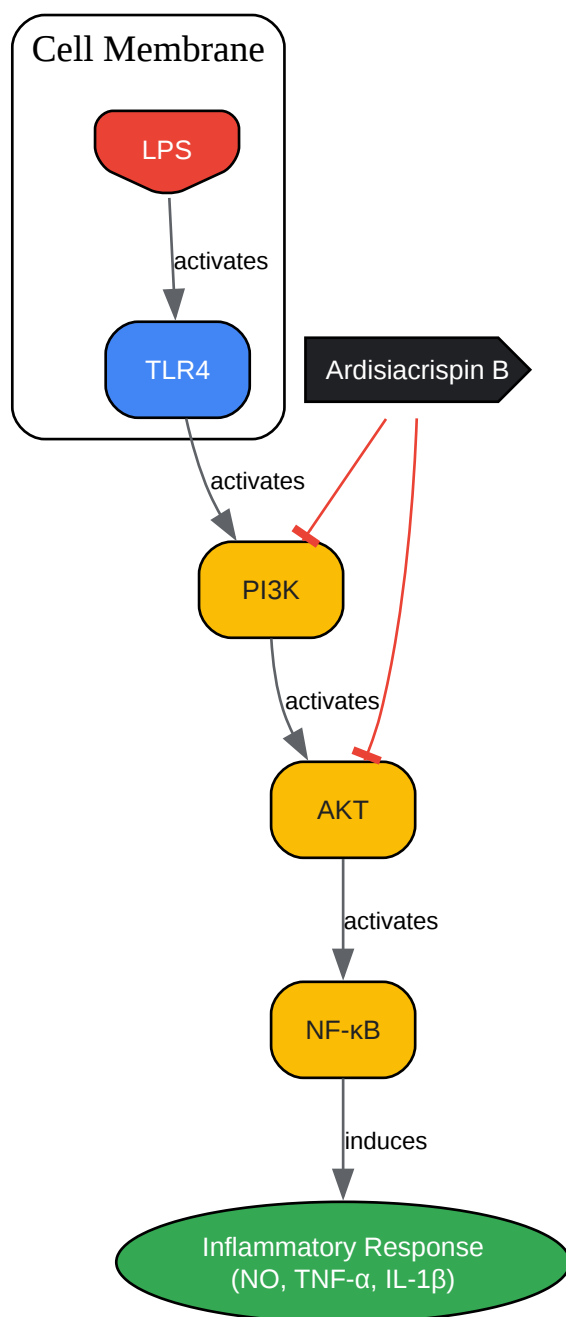 Cell Membrane
LPS
activates
TLR4
Ardisiacrispin B
activates
PI3K
activates
AKT
activates
NF-κB
induces
Inflammatory Response
(NO, TNF-α, IL-1β)